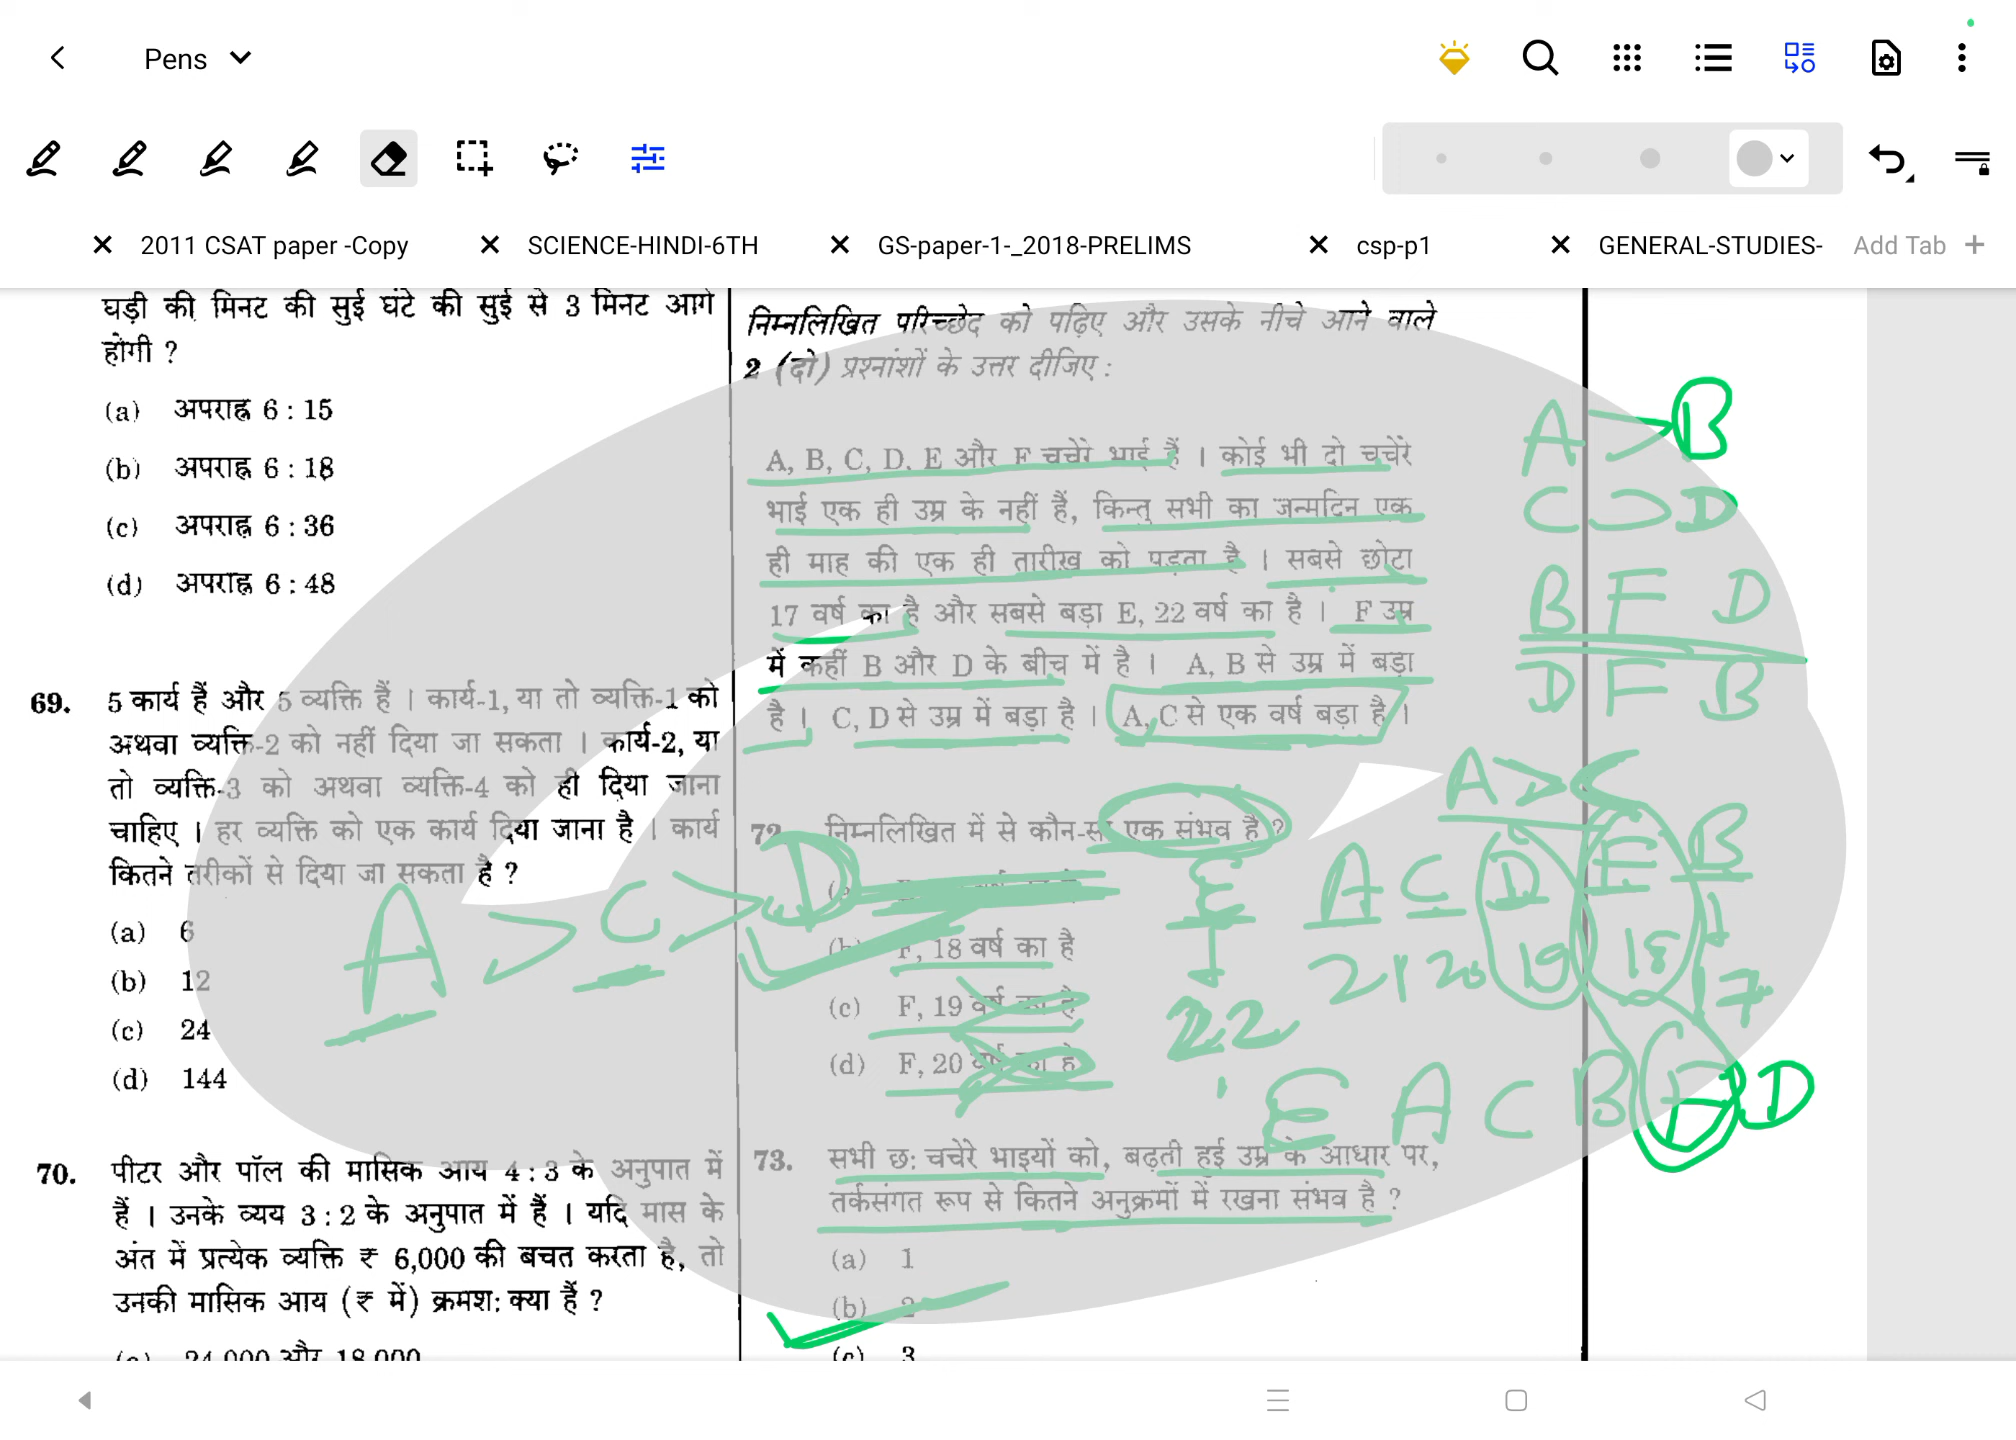 Pens
2011 CSAT paper -Copy
SCIENCE-HINDI-6TH
GS-paper-1-_2018-PRELIMS
csp-p1
GENERAL-STUDIES-
Add Tab +
घड़ी की मिनट की सुई घंटे की सुई से 3 मिनट आगे
होगी ?
(a) अपराह्न 6 : 15
(b) अपराह्न 6 : 18
(c) अपराह्न 6 : 36
(d) अपराह्न 6 : 48
69. 5 कार्य हैं और 5 व्यक्ति हैं । कार्य-1, या तो व्यक्ति-1 को
अथवा व्यक्ति-2 को नहीं दिया जा सकता । कार्य-2, या
तो व्यक्ति-3 को अथवा व्यक्ति-4 को ही दिया जाना
चाहिए । हर व्यक्ति को एक कार्य दिया जाना है । कार्य
कितने तरीकों से दिया जा सकता है ?
(a) 6
(b) 12
(c) 24
(d) 144
70. पीटर और पॉल की मासिक आय 4 : 3 के अनुपात में
हैं । उनके व्यय 3 : 2 के अनुपात में हैं । यदि मास के
अंत में प्रत्येक व्यक्ति ₹ 6,000 की बचत करता है, तो
उनकी मासिक आय (₹ में) क्रमश: क्या हैं ?
24,000 और 18,000
निम्नलिखित परिच्छेद को पढ़िए और उसके नीचे आने वाले
2 (दो) प्रश्नांशों के उत्तर दीजिए :
A, B, C, D, E और F चचेरे भाई हैं । कोई भी दो चचेरे
भाई एक ही उम्र के नहीं हैं, किन्तु सभी का जन्मदिन एक
ही माह की एक ही तारीख़ को पड़ता है । सबसे छोटा
17 वर्ष का है और सबसे बड़ा E, 22 वर्ष का है । F उम्र
में कहीं B और D के बीच में है । A, B से उम्र में बड़ा
है । C, D से उम्र में बड़ा है । A, C से एक वर्ष बड़ा है ।
72. निम्नलिखित में से कौन-सा एक संभव है ?
(b) F, 18 वर्ष का है
(c) F, 19 वर्ष का है
(d) F, 20 वर्ष का है
73. सभी छ: चचेरे भाइयों को, बढ़ती हुई उम्र के आधार पर,
तर्कसंगत रूप से कितने अनुक्रमों में रखना संभव है ?
(a) 1
(b) 2
(c) 3
A > B
C > D
B F D
D F B
A > C
E A C D F B
22 21 20 19 18 17
E A C B F D
A > C > D